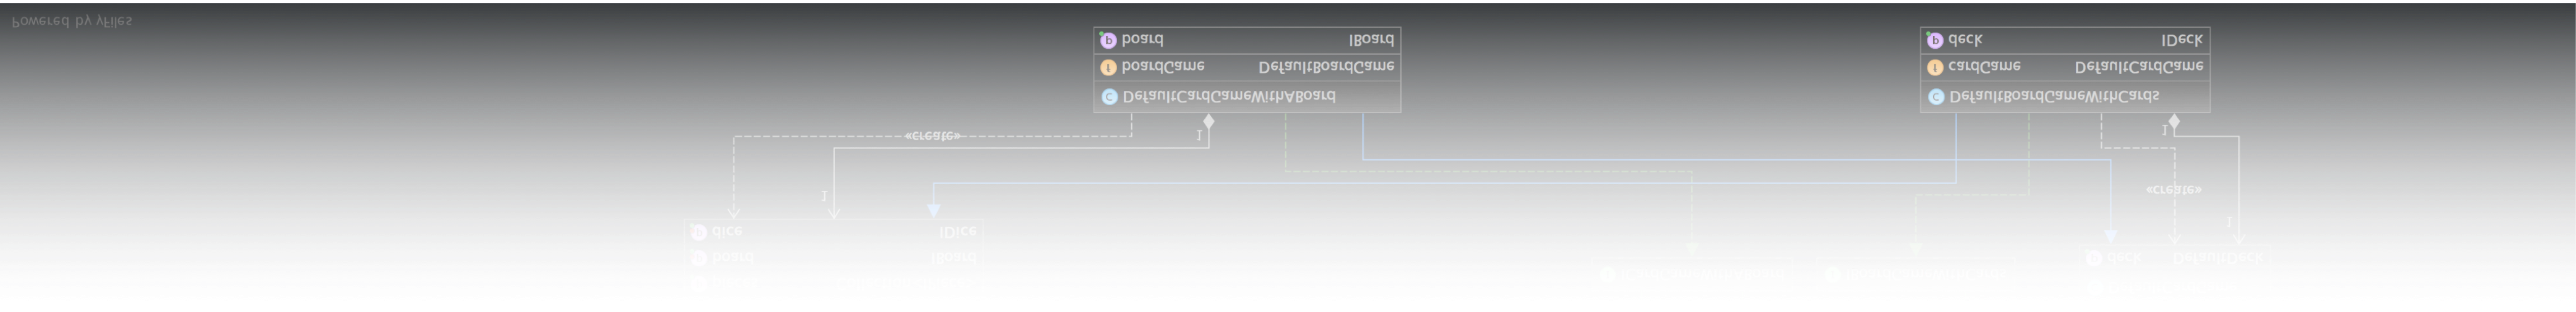 Powered by yFiles
board IBoard
boardGame DefaultBoardGame
DefaultCardGameWithABoard
deck IDeck
cardGame DefaultCardGame
DefaultBoardGameWithCards
«create»
1
1
1
«create»
1
dice IDice
board IBoard
deck DefaultDeck